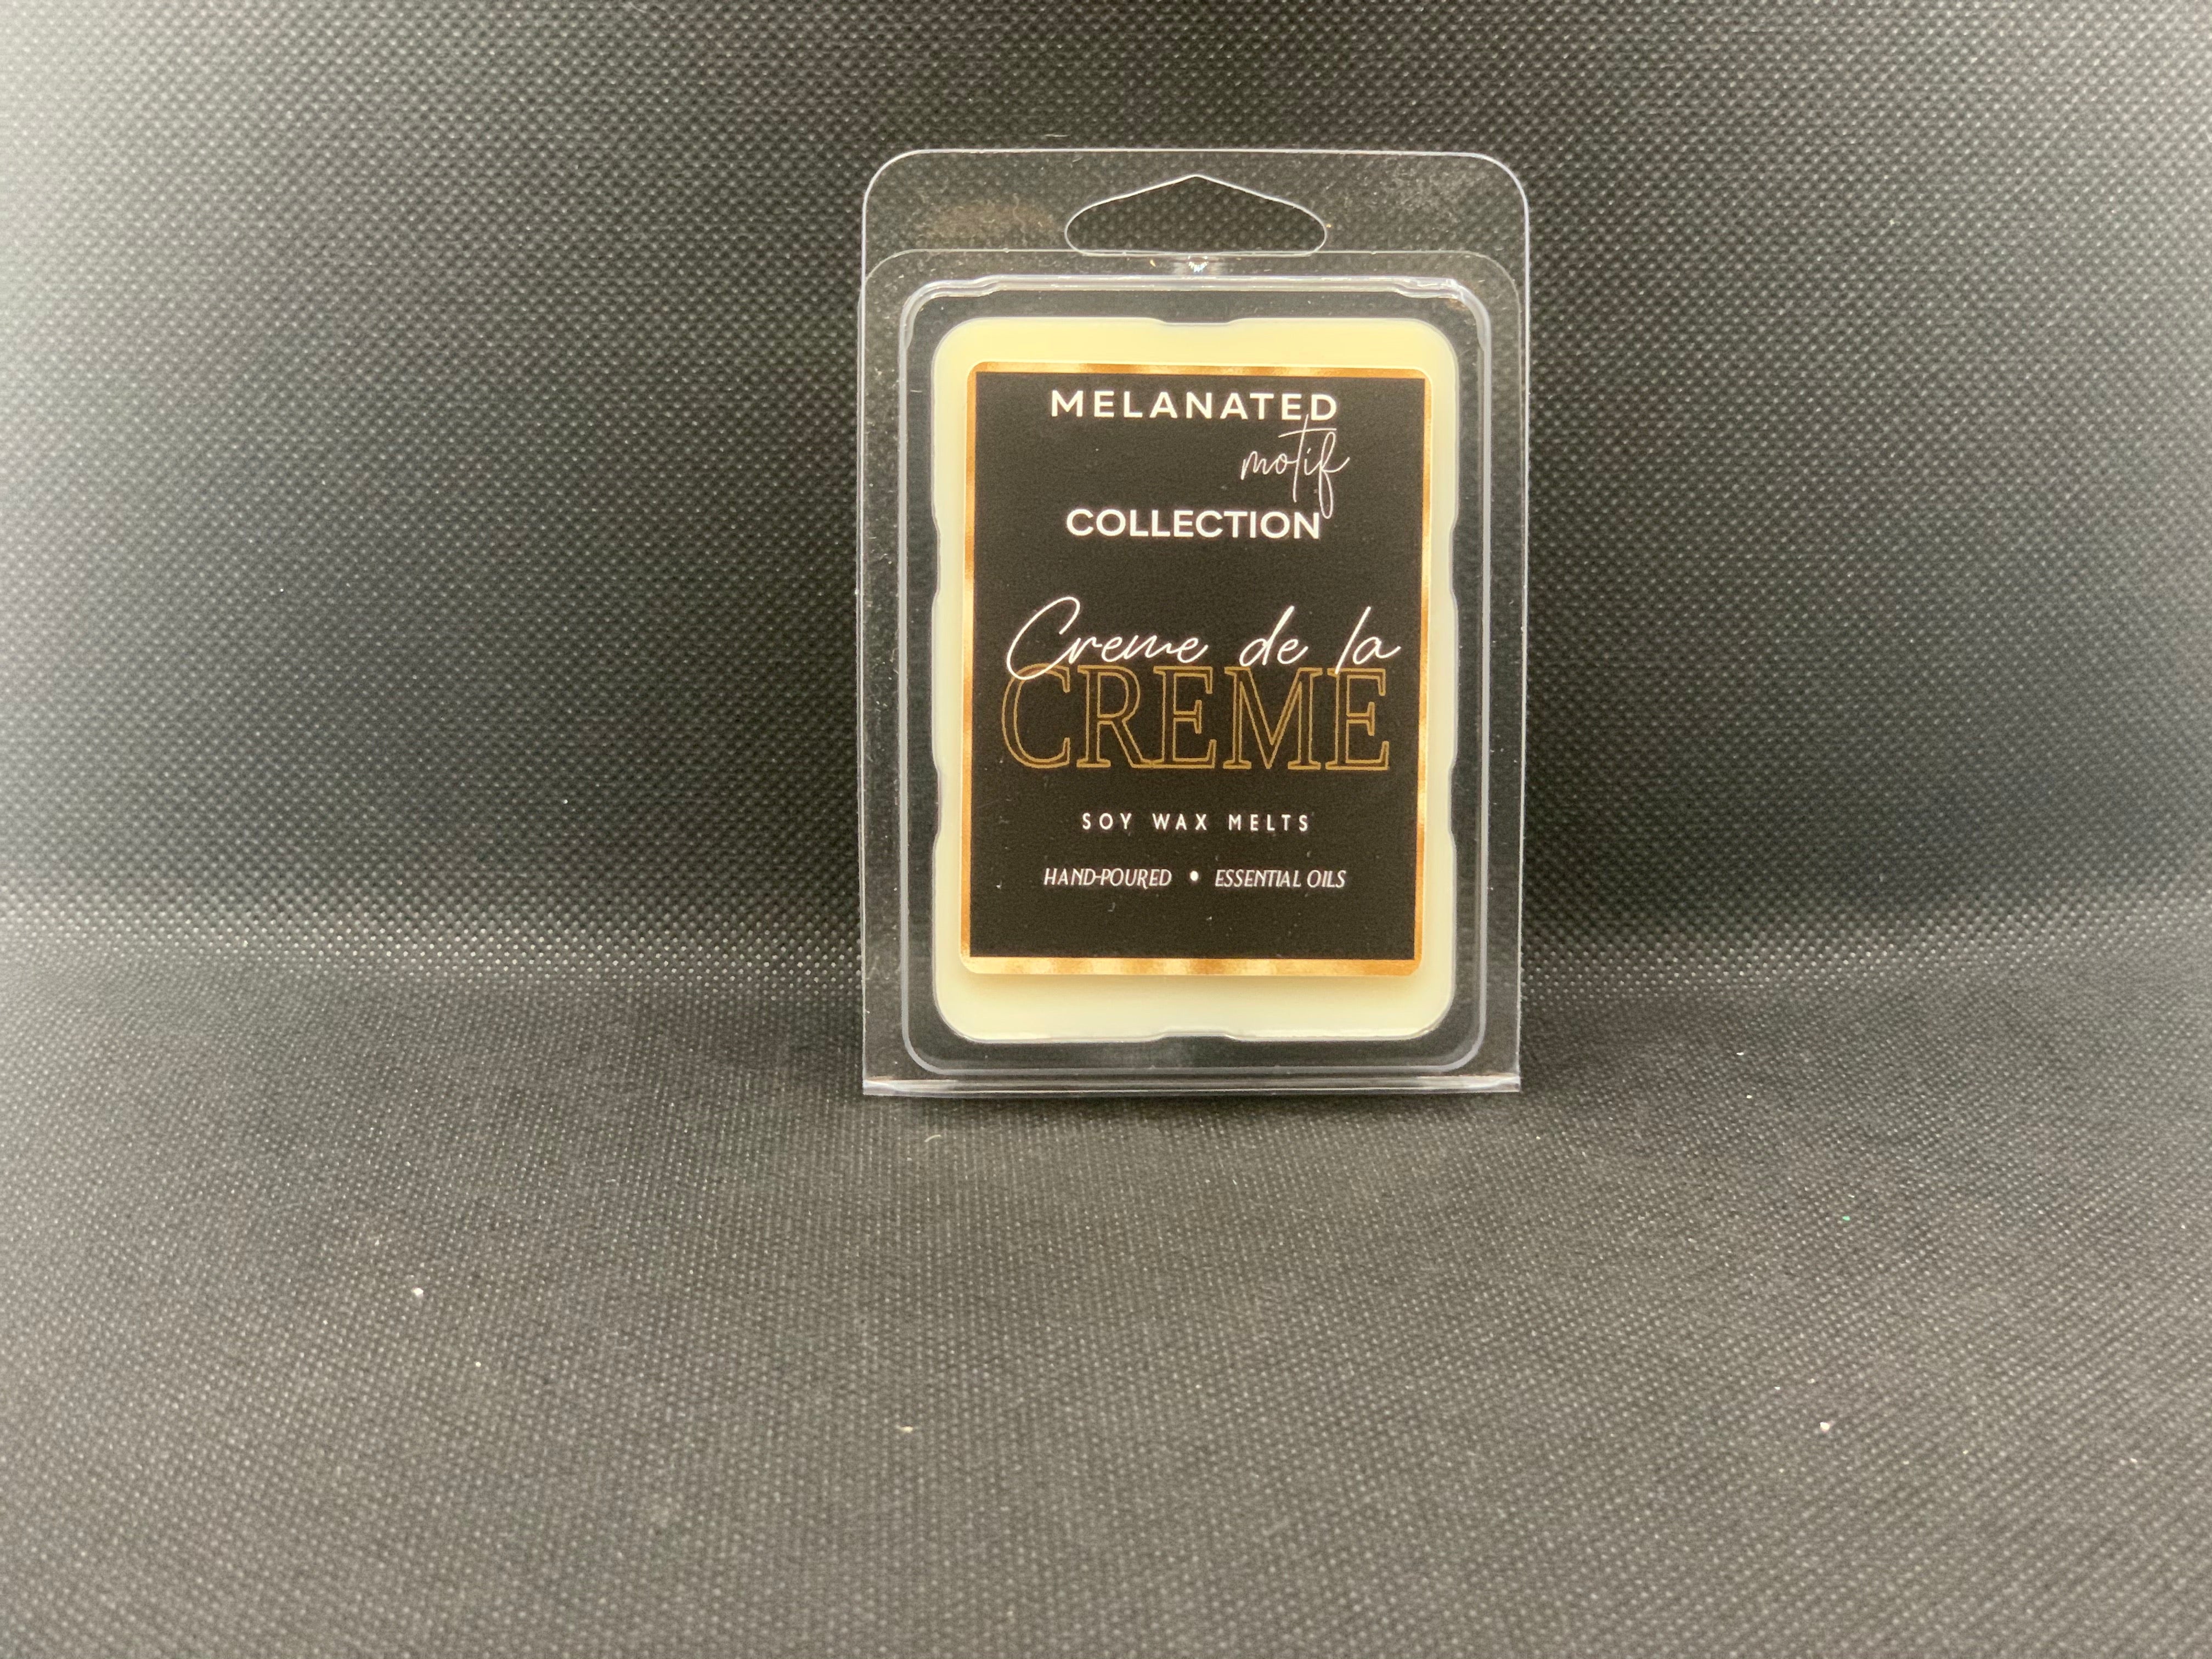 MELANATED
motif
COLLECTION
Creme de la
CREME
SOY WAX MELTS
HAND-POURED • ESSENTIAL OILS